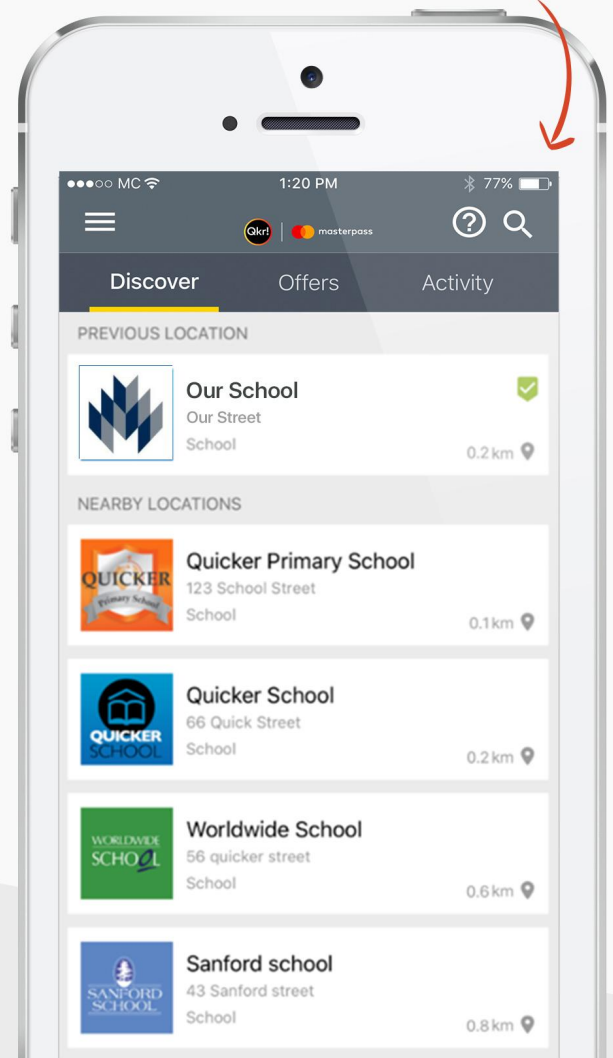 MC
1:20 PM
77%
Qkr!
masterpass
Discover
Offers
Activity
PREVIOUS LOCATION
Our School
Our Street
School
0.2 km
NEARBY LOCATIONS
QUICKER
Primary School
Quicker Primary School
123 School Street
School
0.1 km
QUICKER
SCHOOL
Quicker School
66 Quick Street
School
0.2 km
WORLDWIDE
SCHOOL
Worldwide School
56 quicker street
School
0.6 km
SANFORD
SCHOOL
Sanford school
43 Sanford street
School
0.8 km